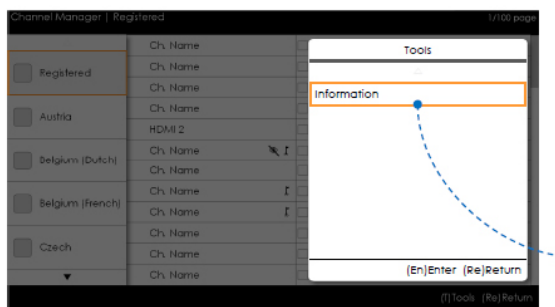 Channel Manager | Registered
1/100 page
Registered
Austria
Belgium (Dutch)
Belgium (French)
Czech
Ch. Name
Ch. Name
Ch. Name
Ch. Name
HDMI 2
Ch. Name
Ch. Name
Ch. Name
Ch. Name
Ch. Name
Ch. Name
Ch. Name
Tools
Information
(En)Enter (Re)Return
(T)Tools (Re)Return